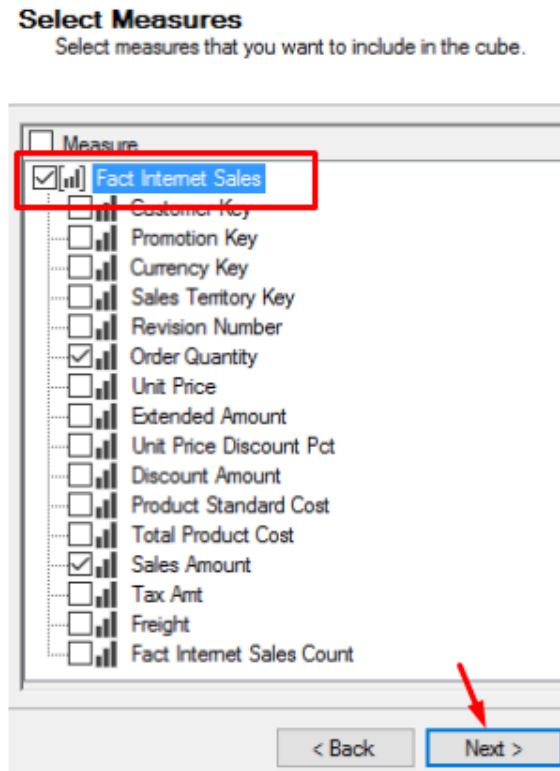 Select Measures
Select measures that you want to include in the cube.
Measure
Fact Internet Sales
Customer Key
Promotion Key
Currency Key
Sales Territory Key
Revision Number
Order Quantity
Unit Price
Extended Amount
Unit Price Discount Pct
Discount Amount
Product Standard Cost
Total Product Cost
Sales Amount
Tax Amt
Freight
Fact Internet Sales Count
< Back Next >